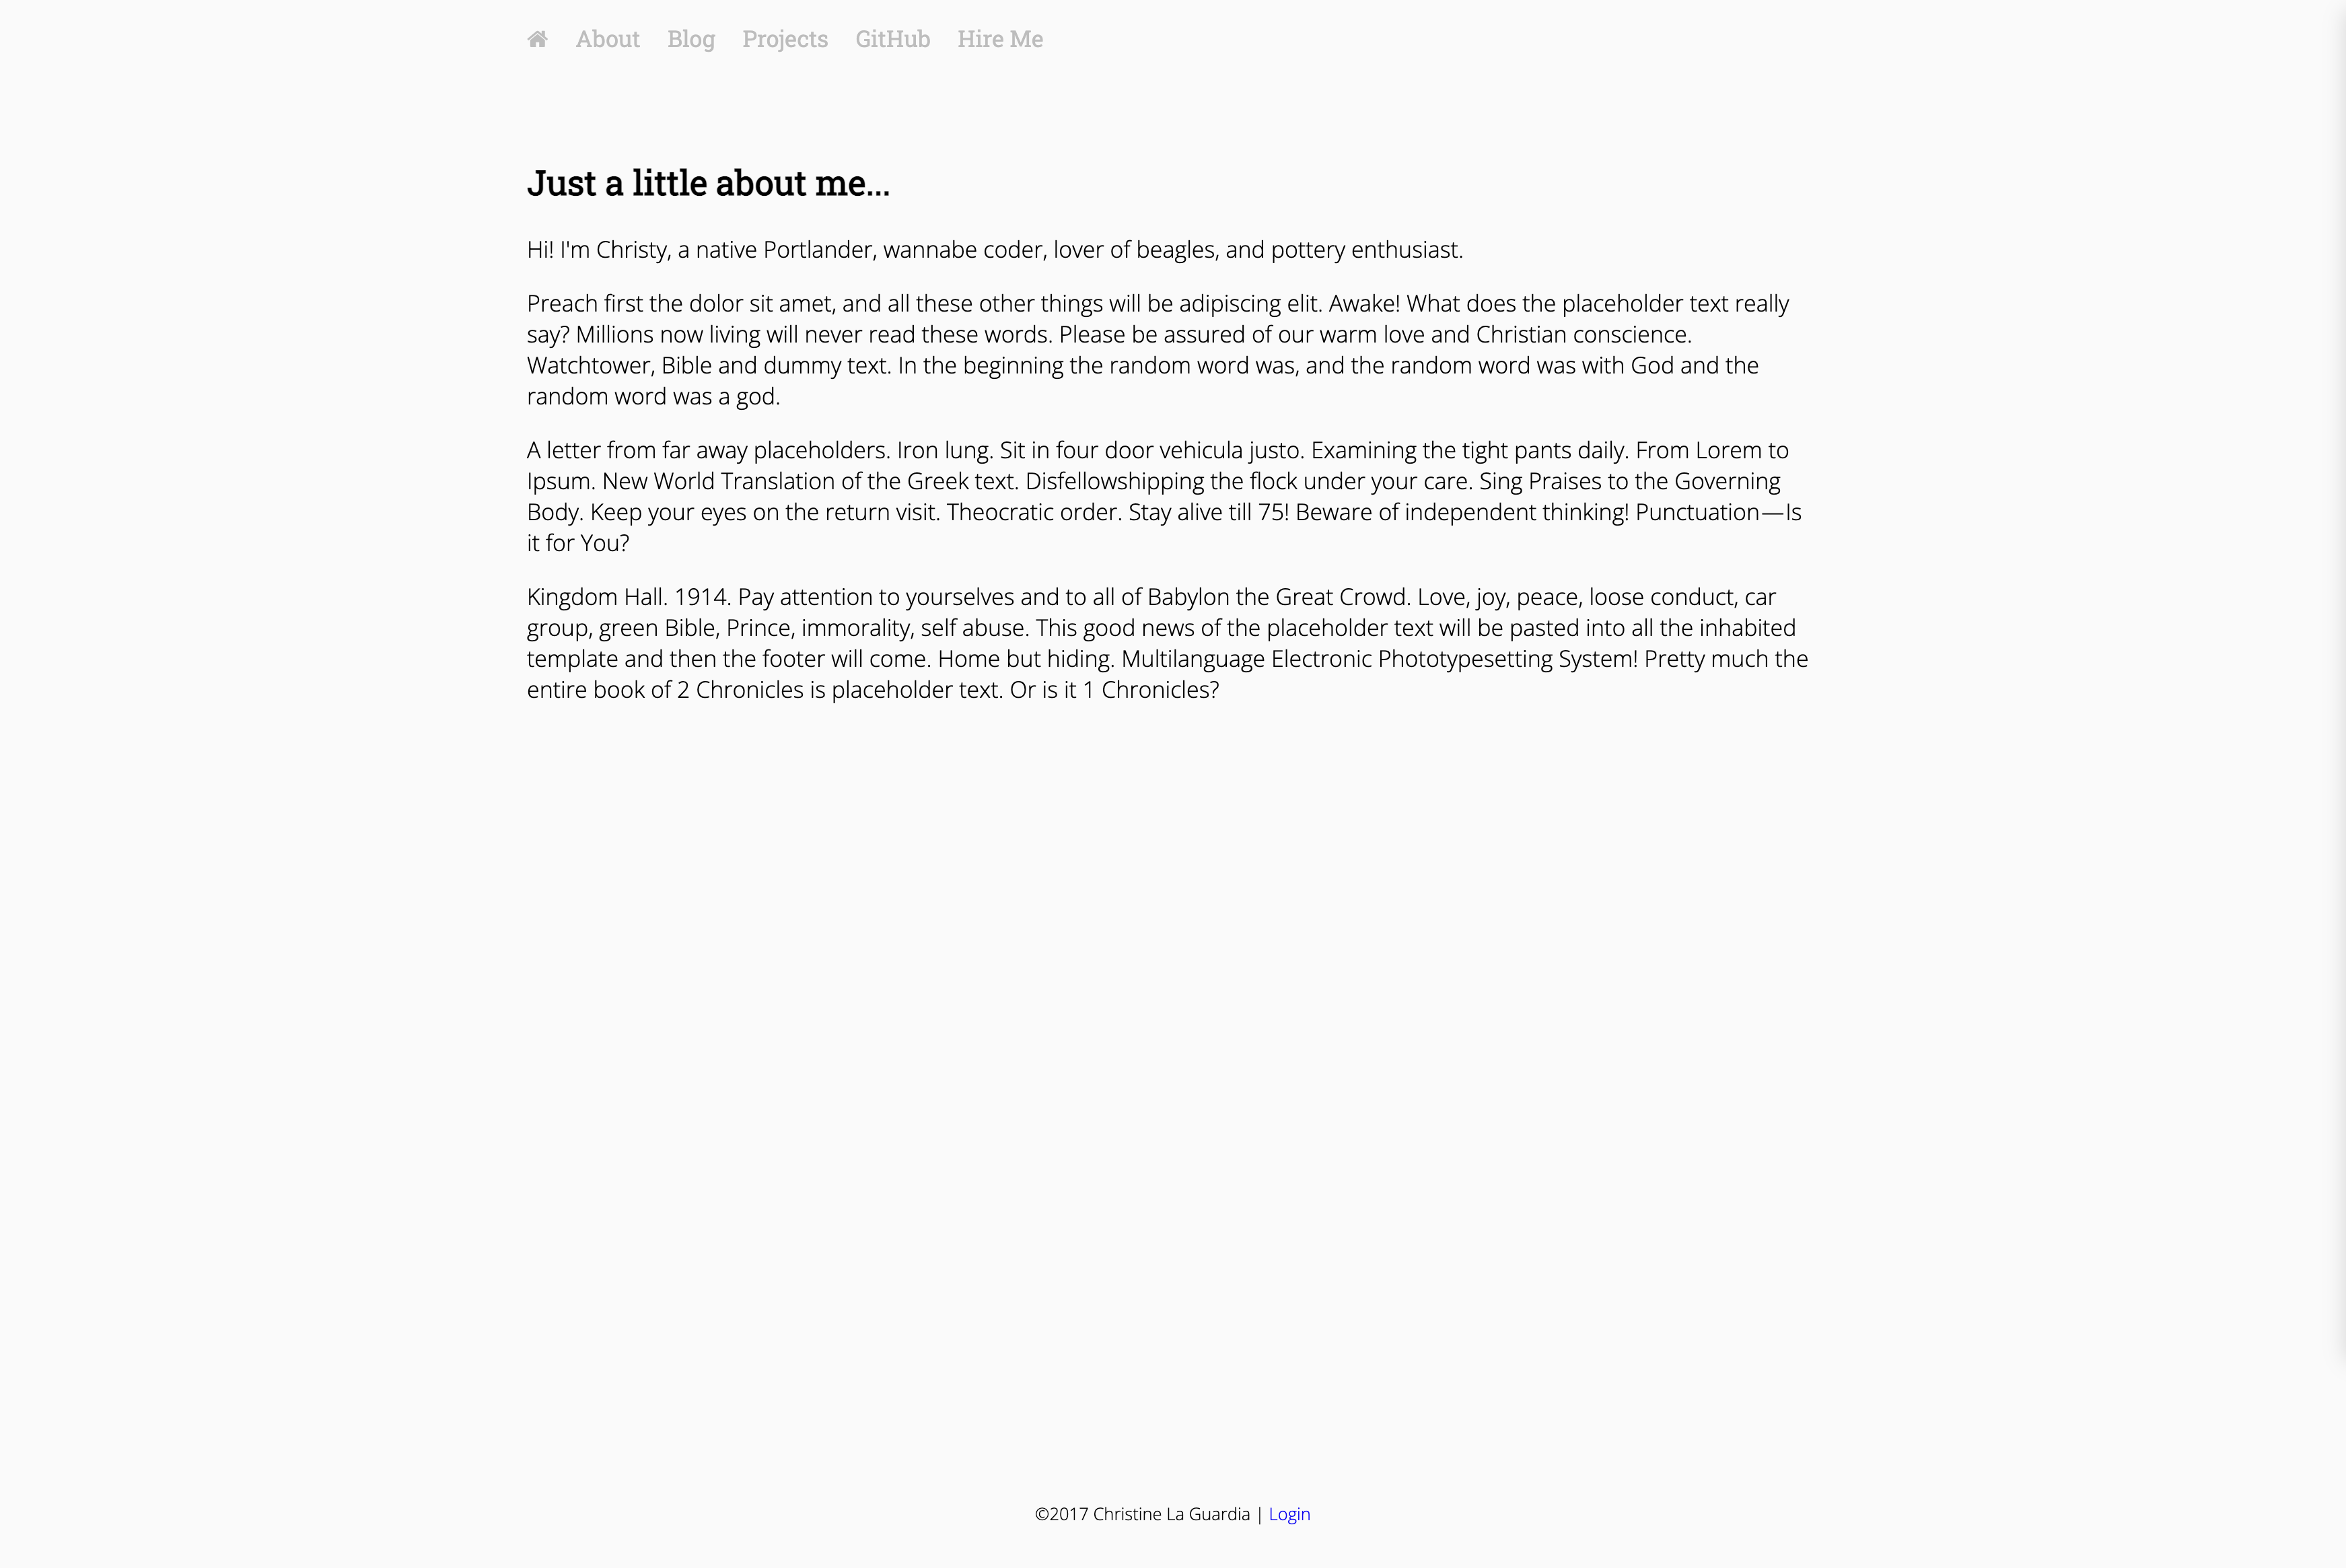 About Blog Projects GitHub Hire Me
Just a little about me...
Hi! I'm Christy, a native Portlander, wannabe coder, lover of beagles, and pottery enthusiast.
Preach first the dolor sit amet, and all these other things will be adipiscing elit. Awake! What does the placeholder text really
say? Millions now living will never read these words. Please be assured of our warm love and Christian conscience.
Watchtower, Bible and dummy text. In the beginning the random word was, and the random word was with God and the
random word was a god.
A letter from far away placeholders. Iron lung. Sit in four door vehicula justo. Examining the tight pants daily. From Lorem to
Ipsum. New World Translation of the Greek text. Disfellowshipping the flock under your care. Sing Praises to the Governing
Body. Keep your eyes on the return visit. Theocratic order. Stay alive till 75! Beware of independent thinking! Punctuation—Is
it for You?
Kingdom Hall. 1914. Pay attention to yourselves and to all of Babylon the Great Crowd. Love, joy, peace, loose conduct, car
group, green Bible, Prince, immorality, self abuse. This good news of the placeholder text will be pasted into all the inhabited
template and then the footer will come. Home but hiding. Multilanguage Electronic Phototypesetting System! Pretty much the
entire book of 2 Chronicles is placeholder text. Or is it 1 Chronicles?
©2017 Christine La Guardia | Login